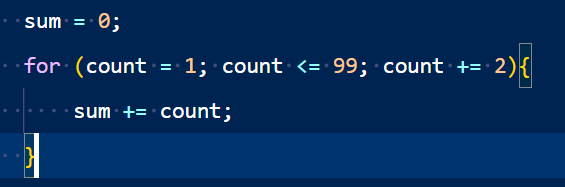 sum = 0;
for (count = 1; count <= 99; count += 2){
sum += count;
}